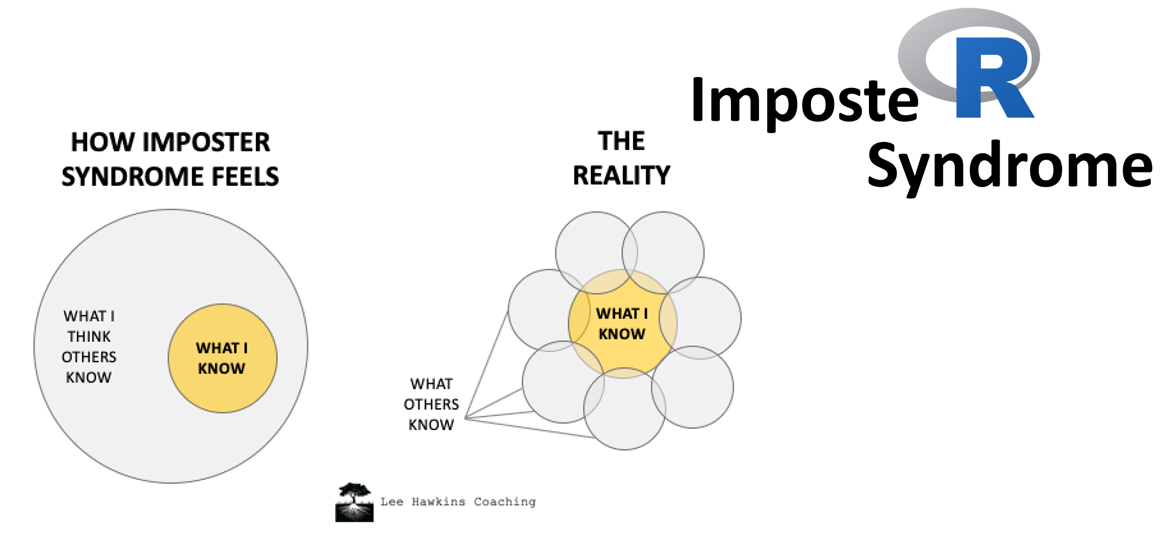 HOW IMPOSTER
SYNDROME FEELS
WHAT I
THINK
OTHERS
KNOW
WHAT I
KNOW
THE
REALITY
WHAT I
KNOW
WHAT
OTHERS
KNOW
Lee Hawkins Coaching
Imposte R
Syndrome